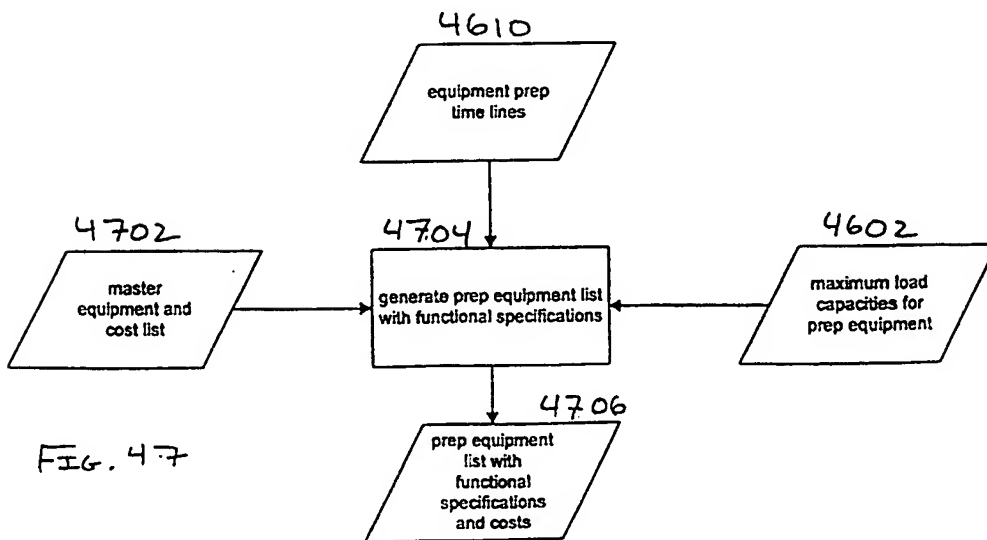 4610
equipment prep
time lines
4702
master
equipment and
cost list
4704
generate prep equipment list
with functional specifications
4602
maximum load
capacities for
prep equipment
4706
prep equipment
list with
functional
specifications
and costs
FIG. 47